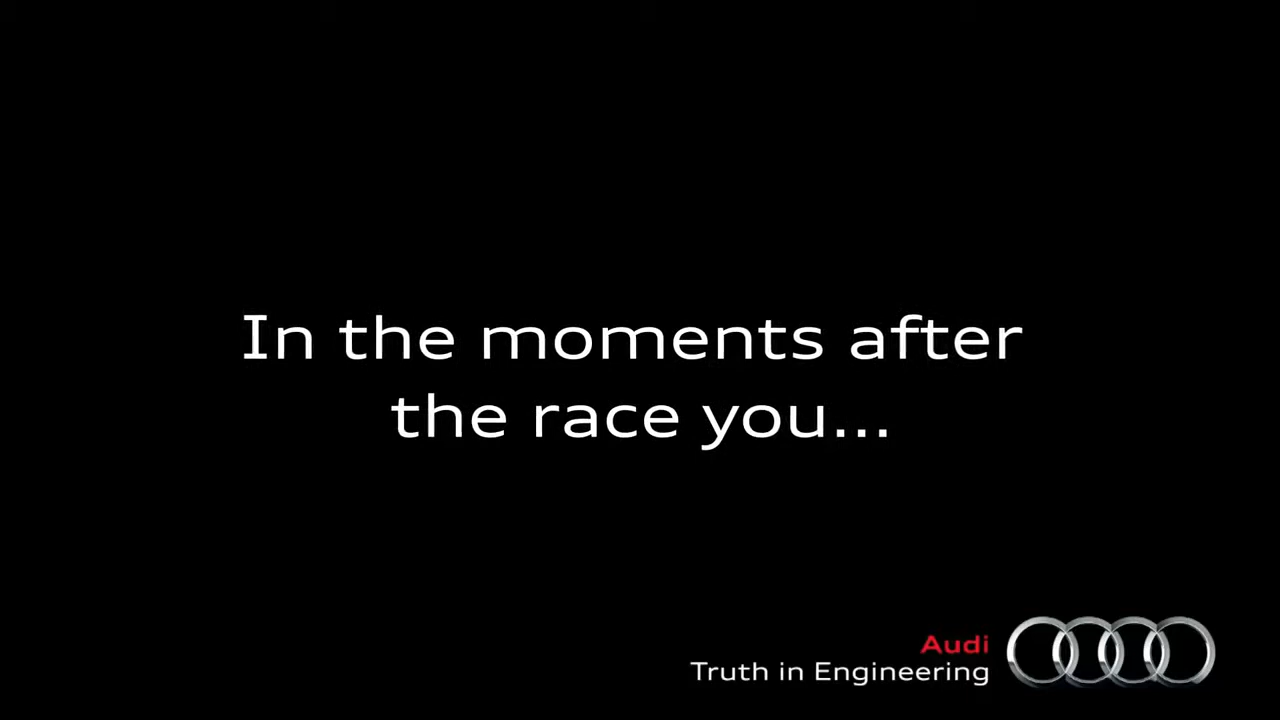 In the moments after
the race you...
Audi
Truth in Engineering